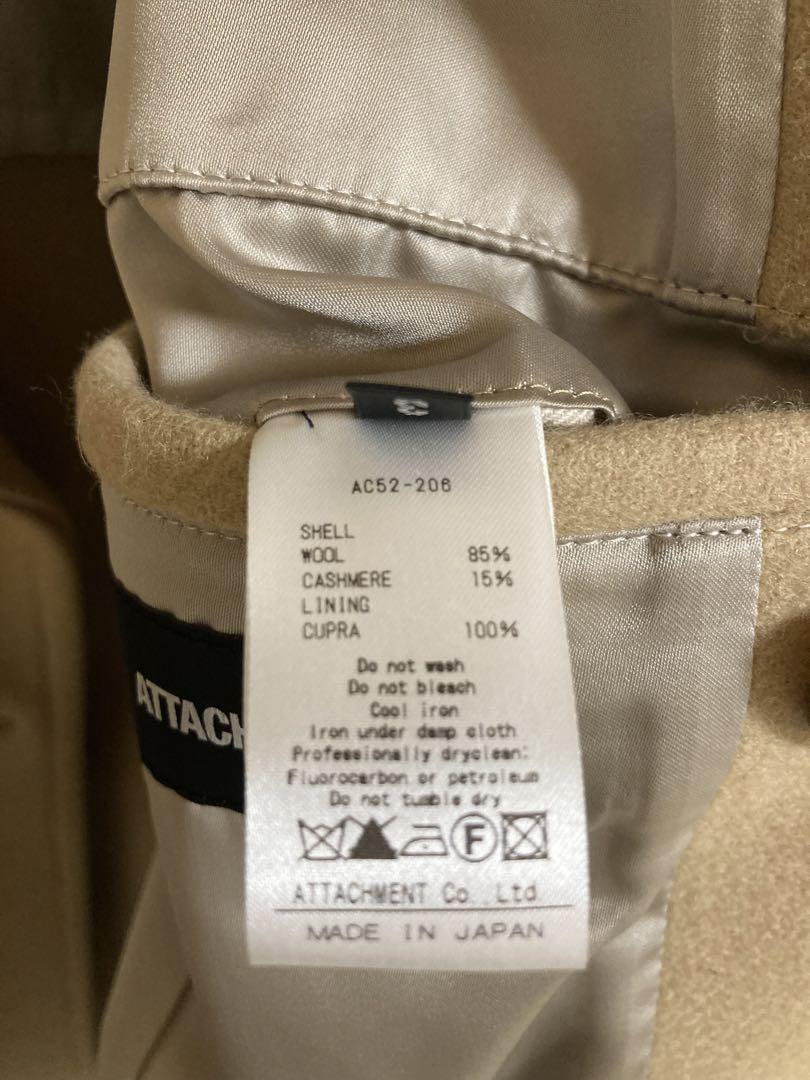 3
AC52-206
SHELL
WOOL 85%
CASHMERE 15%
LINING
CUPRA 100%
Do not wash
Do not bleach
Cool iron
Iron under damp cloth
Professionally dryclean:
Fluorocarbon or petroleum
Do not tumble dry
F
ATTACHMENT Co. Ltd
MADE IN JAPAN
ATTACH